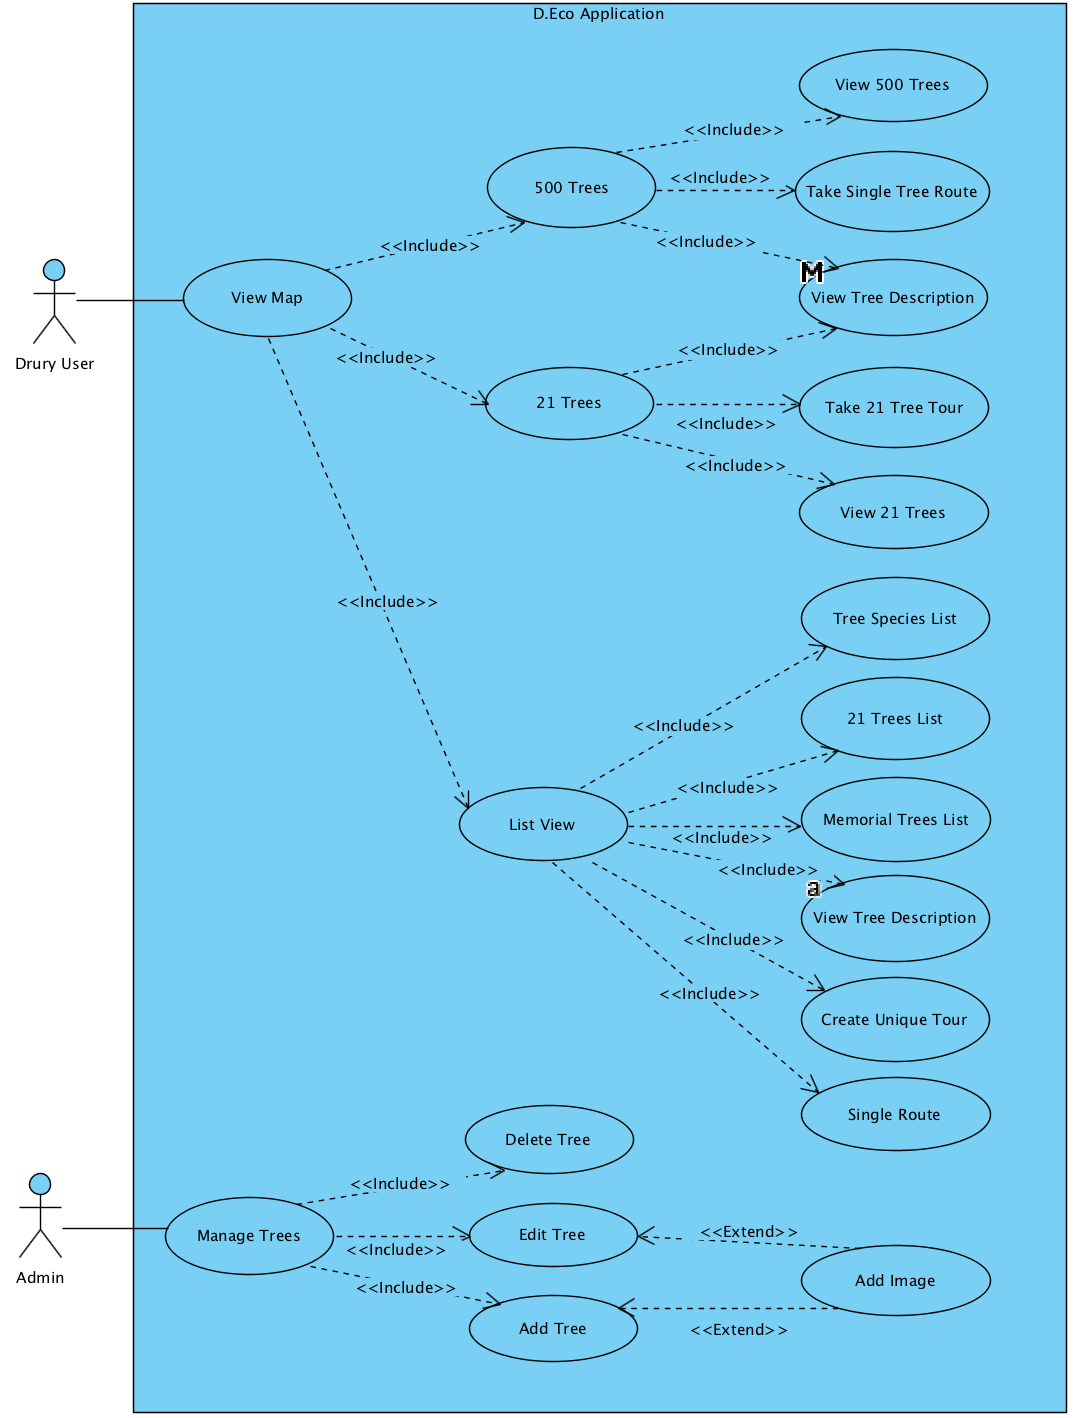 D.Eco Application
View 500 Trees
<<Include>>
<<Include>>
500 Trees
Take Single Tree Route
<<Include>>
<<Include>>
M
View Map
View Tree Description
Drury User
<<Include>>
<<Include>>
21 Trees
Take 21 Tree Tour
<<Include>>
<<Include>>
View 21 Trees
<<Include>>
Tree Species List
<<Include>>
21 Trees List
<<Include>>
List View
Memorial Trees List
<<Include>>
<<Include>>
a
View Tree Description
<<Include>>
<<Include>>
Create Unique Tour
Single Route
Delete Tree
<<Include>>
Manage Trees
Edit Tree
<<Extend>>
<<Include>>
Admin
Add Image
<<Include>>
Add Tree
<<Extend>>